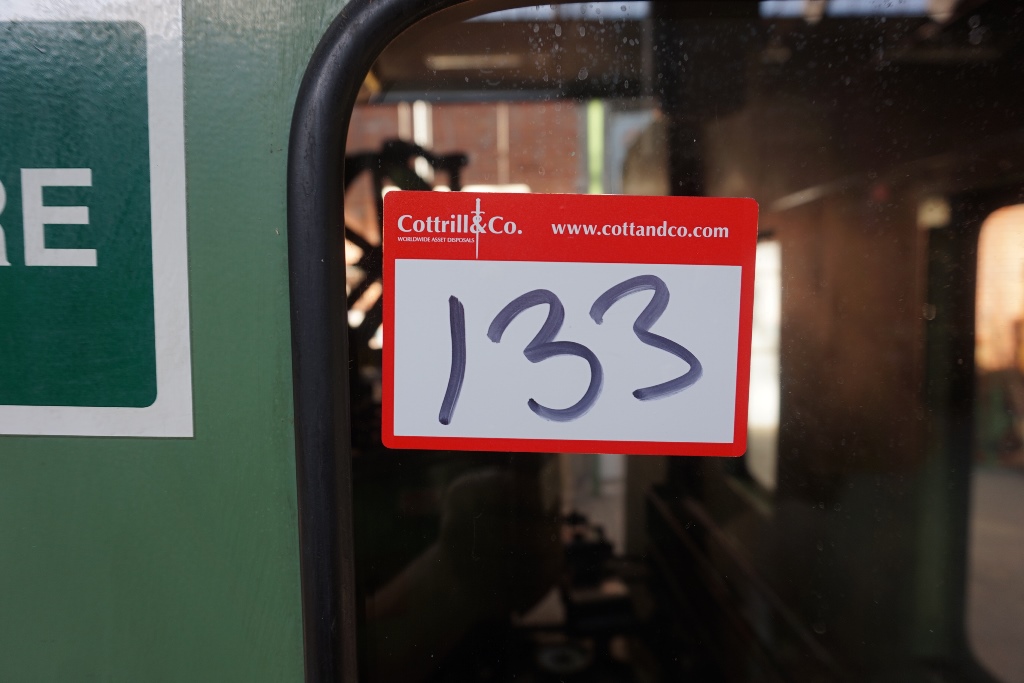 RE
Cottrill&Co.
WORLDWIDE ASSET DISPOSALS
www.cottandco.com
133